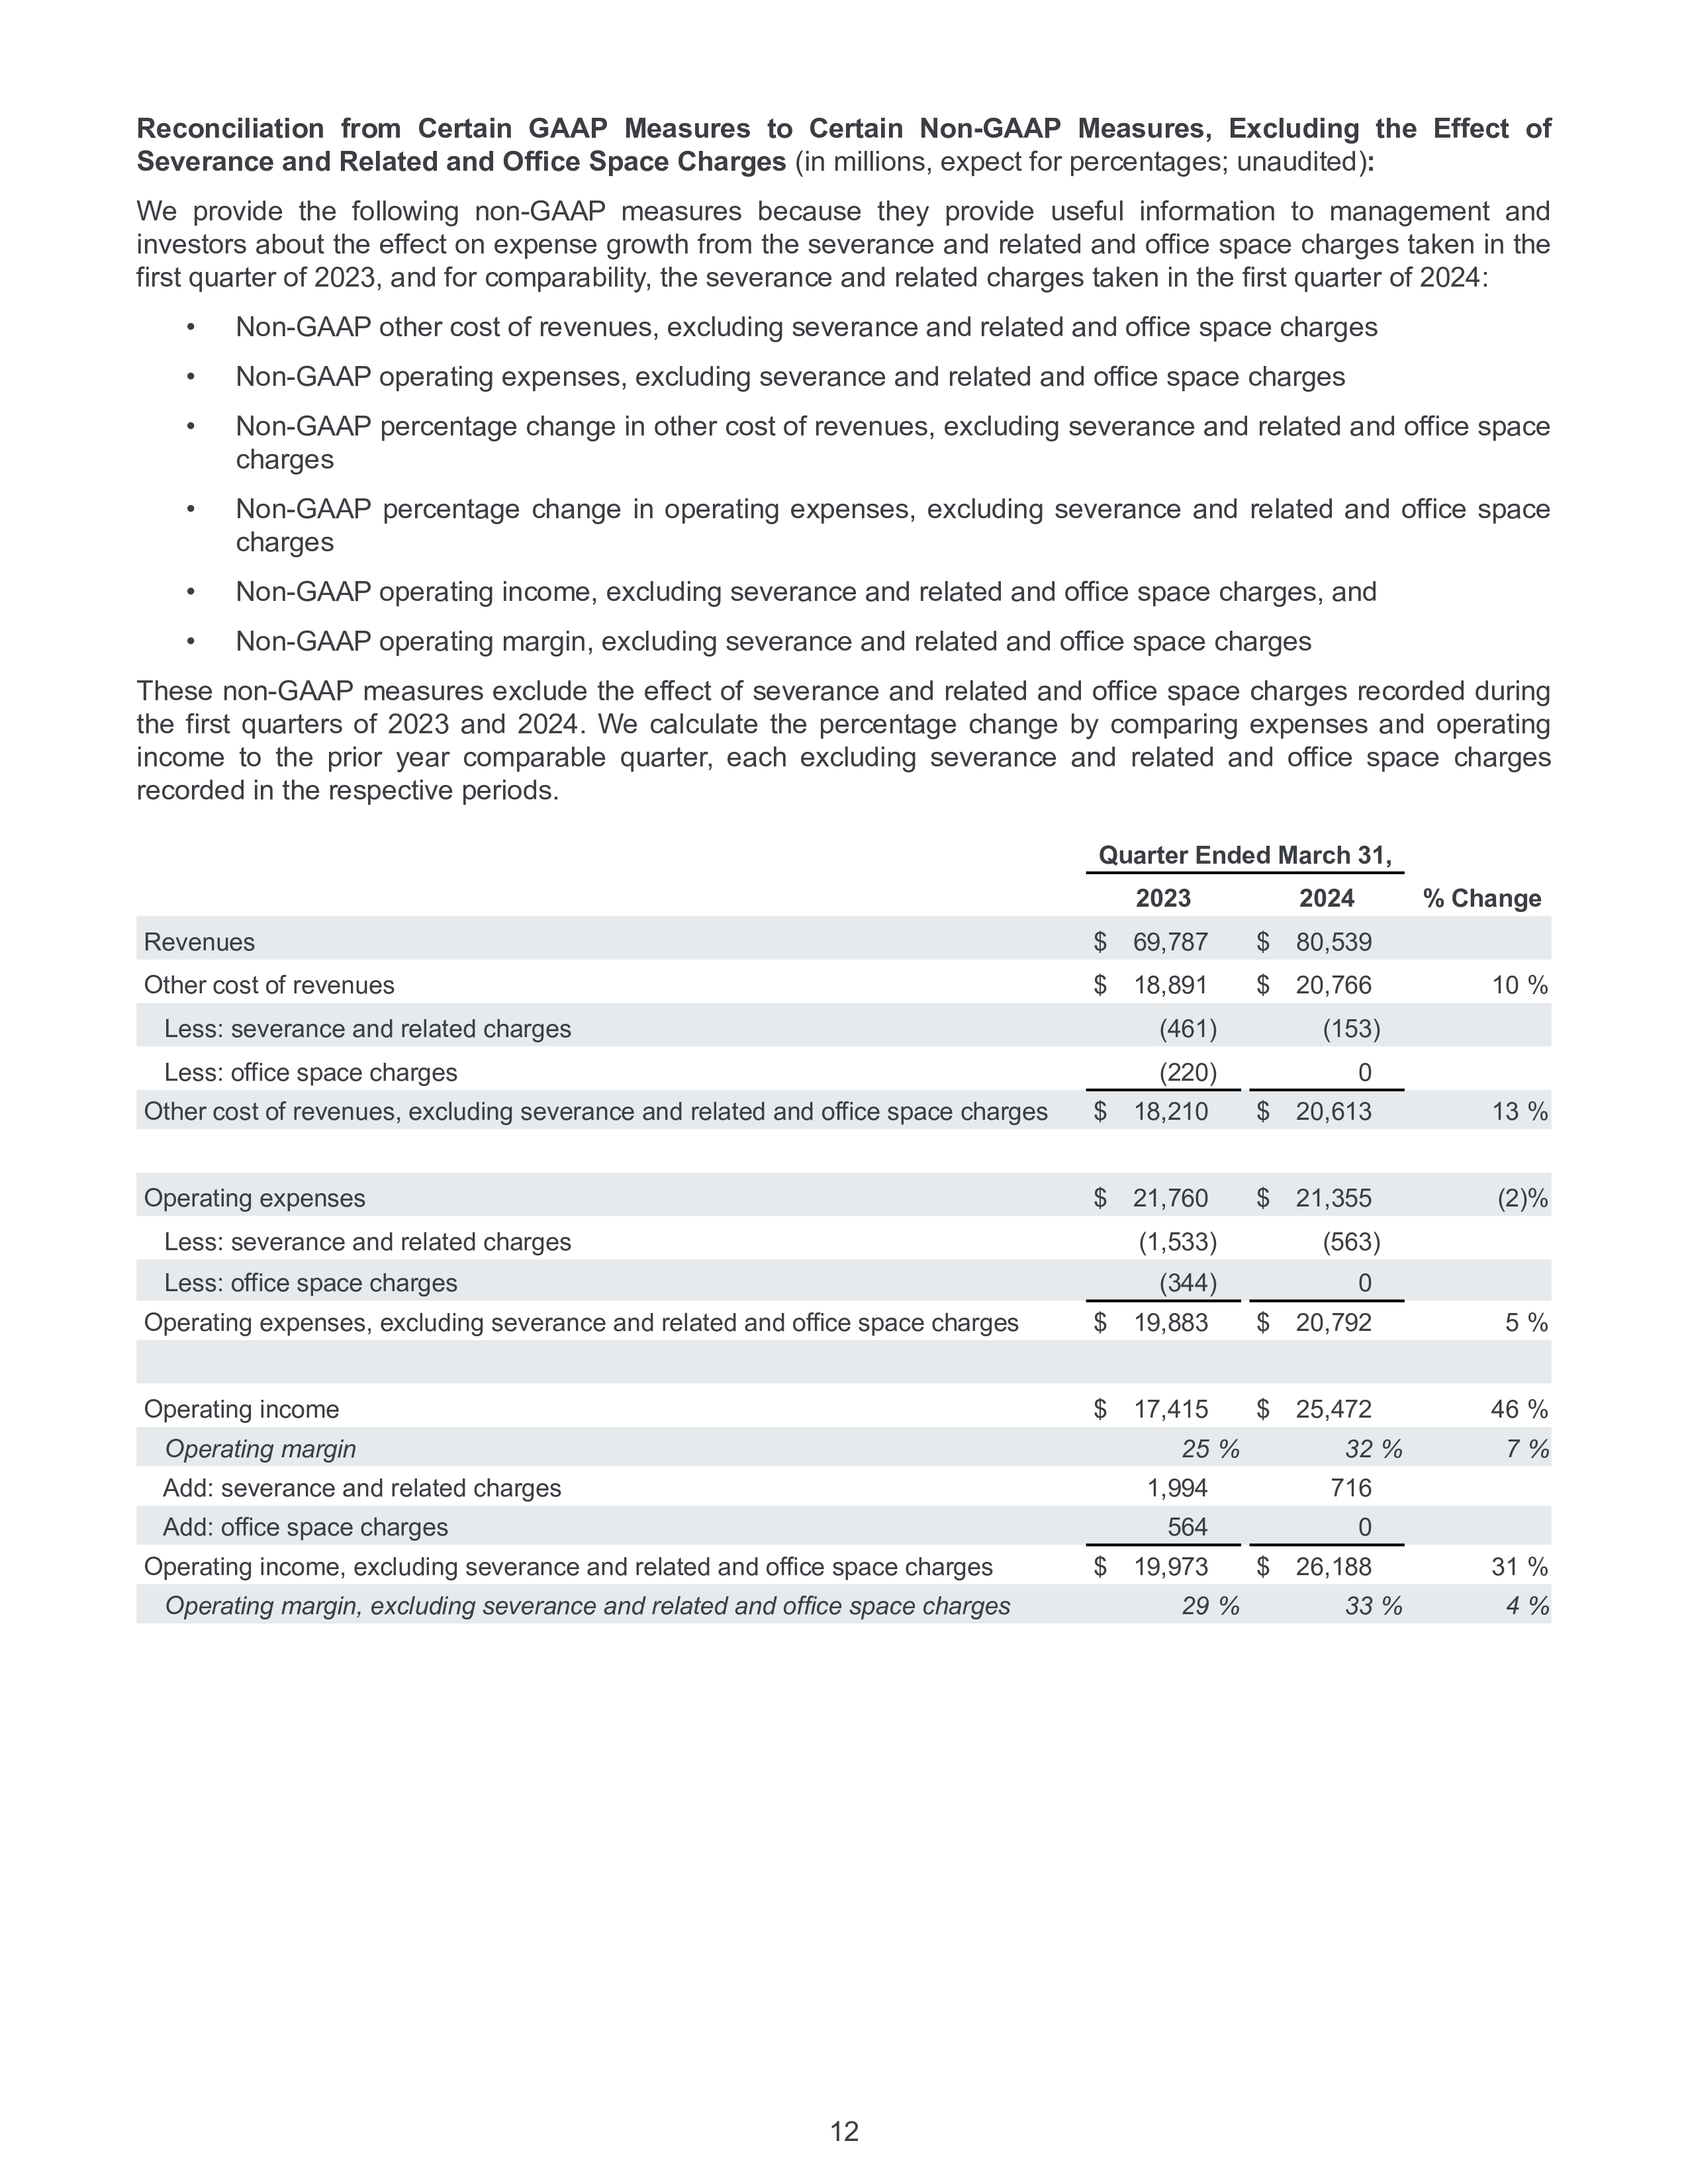 Reconciliation from Certain GAAP Measures to Certain Non-GAAP Measures, Excluding the Effect of
Severance and Related and Office Space Charges (in millions, expect for percentages; unaudited):
We provide the following non-GAAP measures because they provide useful information to management and
investors about the effect on expense growth from the severance and related and office space charges taken in the
first quarter of 2023, and for comparability, the severance and related charges taken in the first quarter of 2024:
• Non-GAAP other cost of revenues, excluding severance and related and office space charges
• Non-GAAP operating expenses, excluding severance and related and office space charges
• Non-GAAP percentage change in other cost of revenues, excluding severance and related and office space
charges
• Non-GAAP percentage change in operating expenses, excluding severance and related and office space
charges
• Non-GAAP operating income, excluding severance and related and office space charges, and
• Non-GAAP operating margin, excluding severance and related and office space charges
These non-GAAP measures exclude the effect of severance and related and office space charges recorded during
the first quarters of 2023 and 2024. We calculate the percentage change by comparing expenses and operating
income to the prior year comparable quarter, each excluding severance and related and office space charges
recorded in the respective periods.
Quarter Ended March 31,
2023 2024 % Change
Revenues $ 69,787 $ 80,539
Other cost of revenues $ 18,891 $ 20,766 10 %
Less: severance and related charges (461) (153)
Less: office space charges (220) 0
Other cost of revenues, excluding severance and related and office space charges $ 18,210 $ 20,613 13 %
Operating expenses $ 21,760 $ 21,355 (2)%
Less: severance and related charges (1,533) (563)
Less: office space charges (344) 0
Operating expenses, excluding severance and related and office space charges $ 19,883 $ 20,792 5 %
Operating income $ 17,415 $ 25,472 46 %
Operating margin 25 % 32 % 7 %
Add: severance and related charges 1,994 716
Add: office space charges 564 0
Operating income, excluding severance and related and office space charges $ 19,973 $ 26,188 31 %
Operating margin, excluding severance and related and office space charges 29 % 33 % 4 %
12